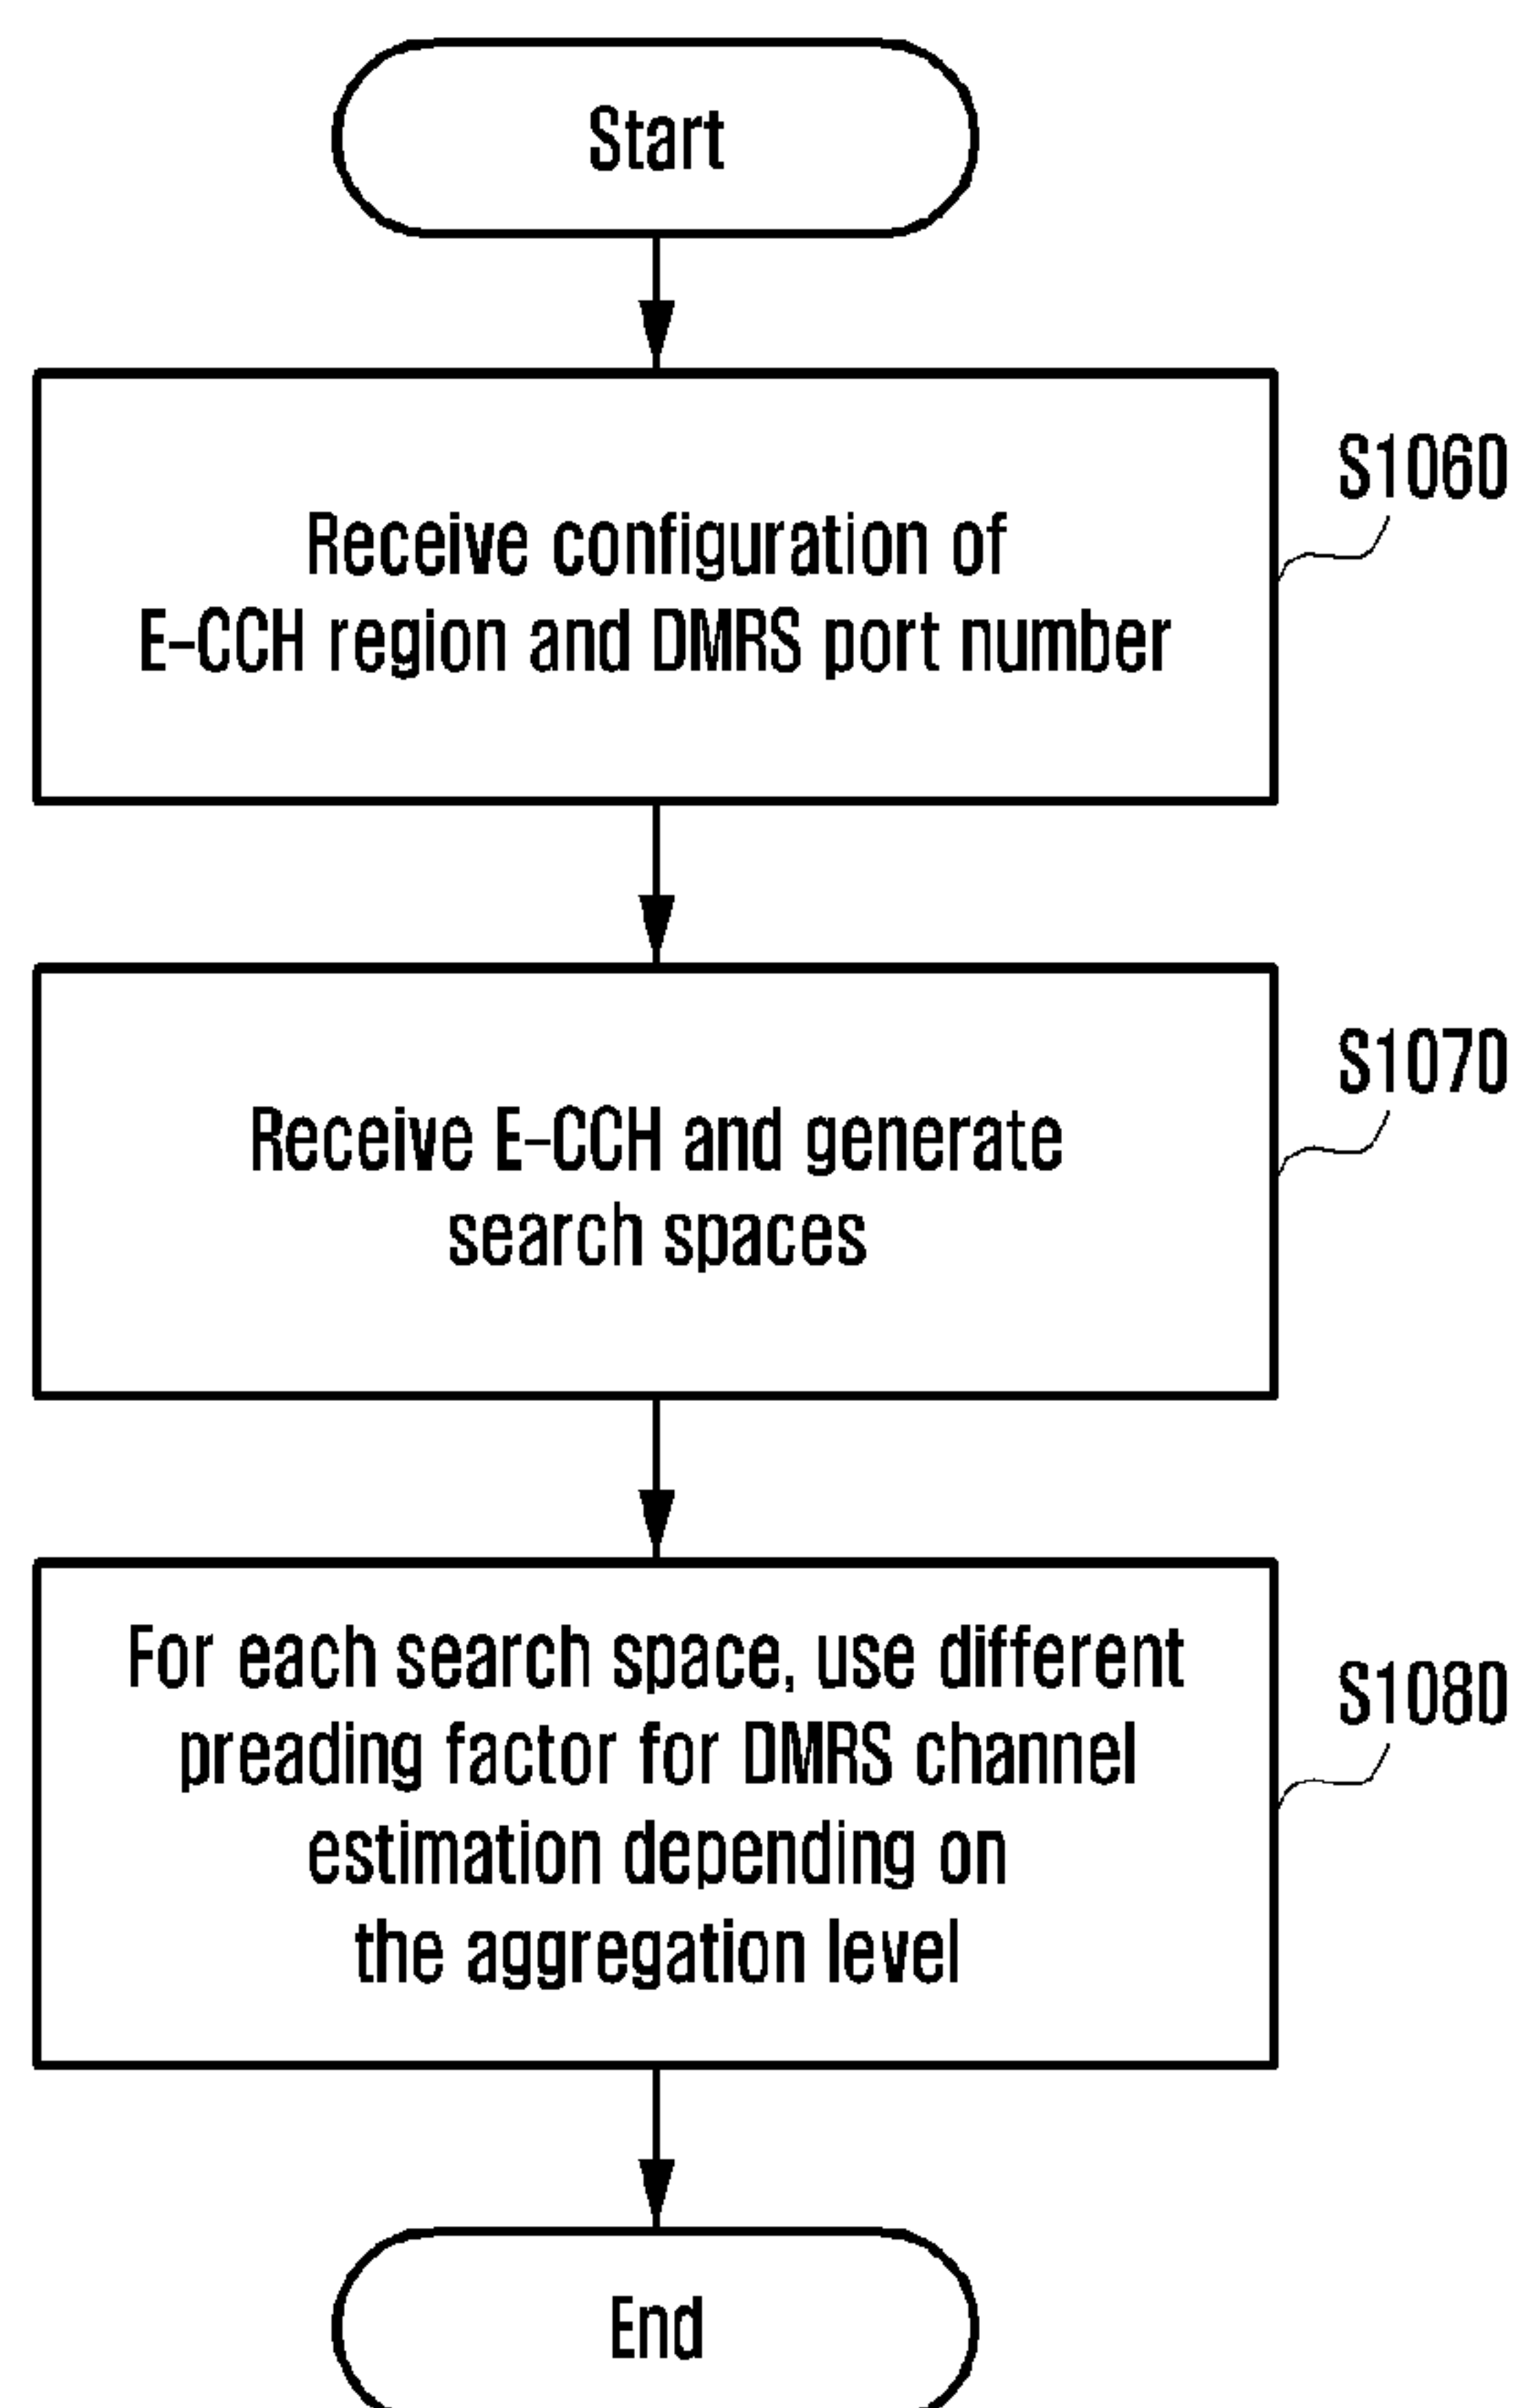 Start
S1060
Receive configuration of
E-CCH region and DMRS port number
S1070
Receive E-CCH and generate
search spaces
For each search space, use different
S1080
preading factor for DMRS channel
estimation depending on
the aggregation level
End